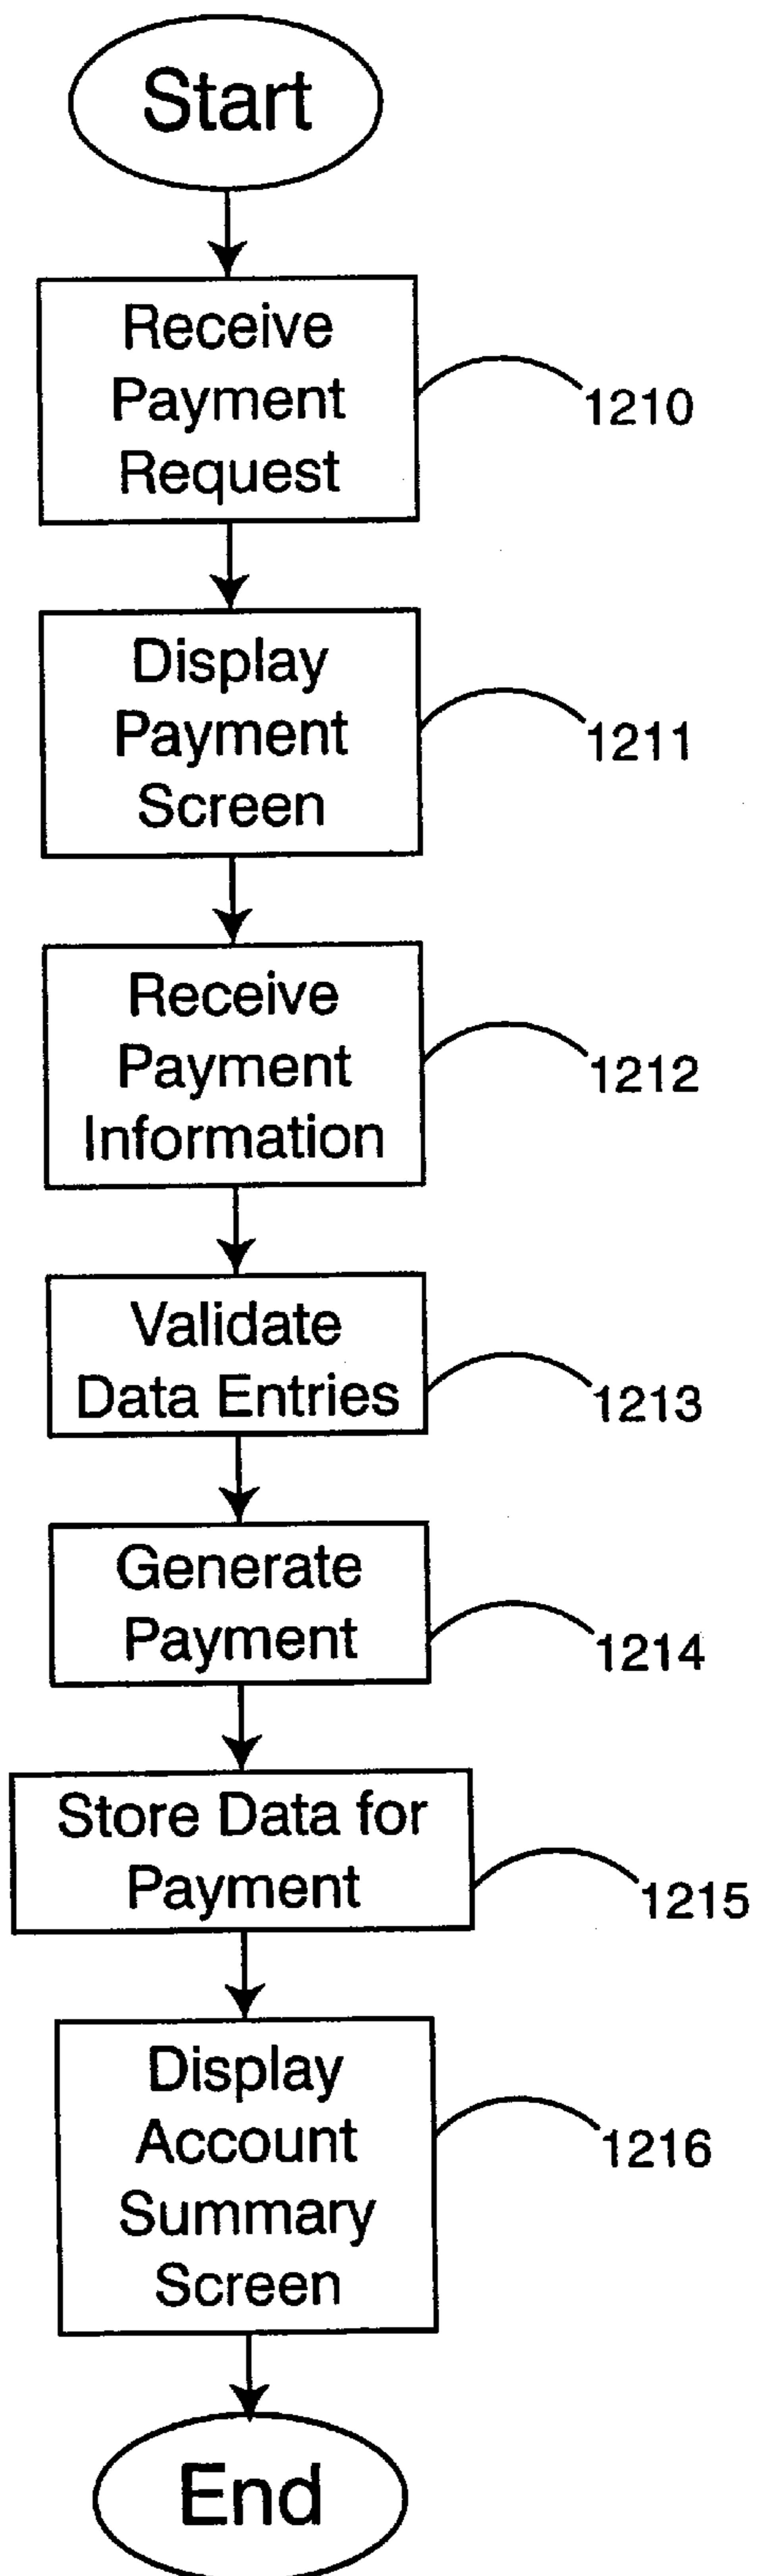 Start
Receive
Payment
Request
1210
Display
Payment
Screen
1211
Receive
Payment
Information
1212
Validate
Data Entries
1213
Generate
Payment
1214
Store Data for
Payment
1215
Display
Account
Summary
Screen
1216
End